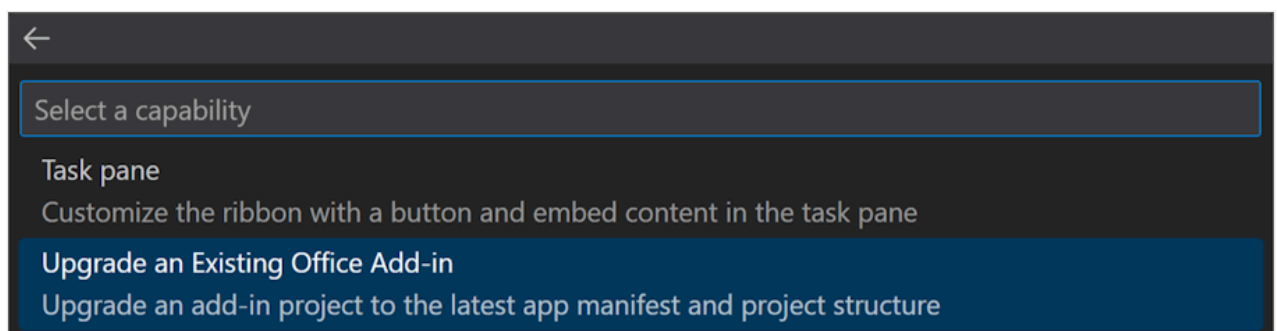 Select a capability
Task pane
Customize the ribbon with a button and embed content in the task pane
Upgrade an Existing Office Add-in
Upgrade an add-in project to the latest app manifest and project structure